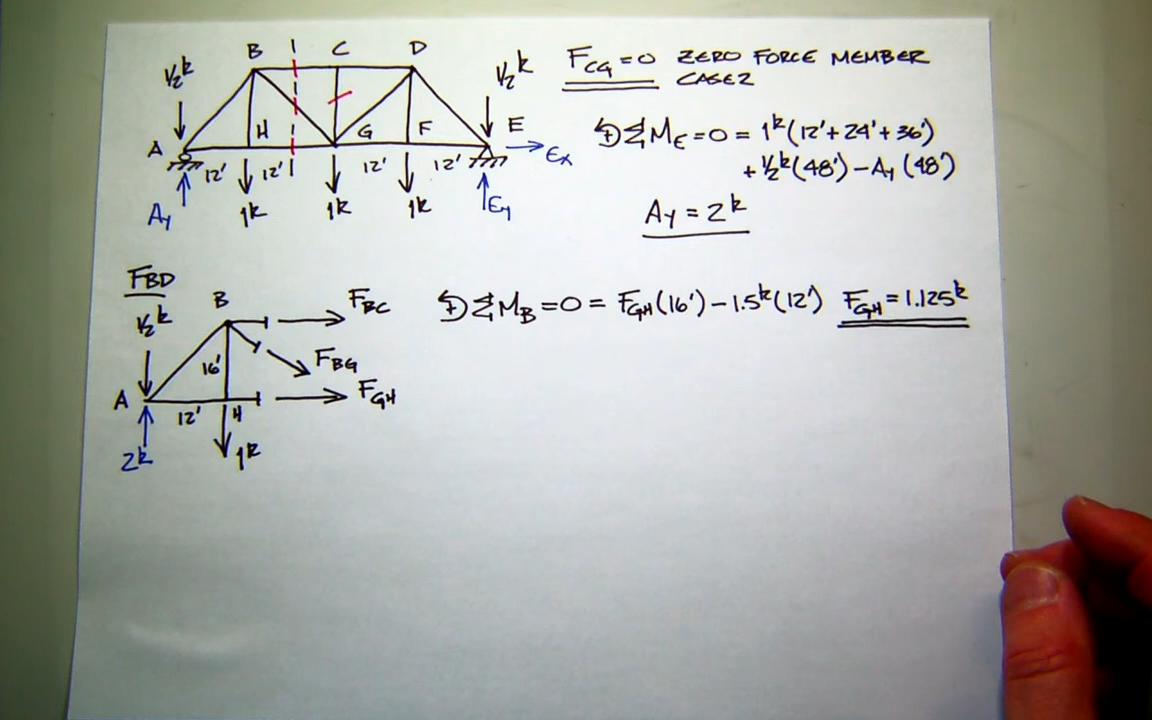 B C D
½k ½k
A H G F E Ex
12' 12' 12' 12'
Ay 1k 1k 1k Ey
FCG = 0 ZERO FORCE MEMBER
CASE 2
↺+ ΣME = 0 = 1k(12'+24'+36')
+ ½k(48') − Ay(48')
Ay = 2k
FBD
½k B FBC
16' FBG
A 12' H FGH
2k 1k
↺+ ΣMB = 0 = FGH(16') − 1.5k(12') FGH = 1.125k